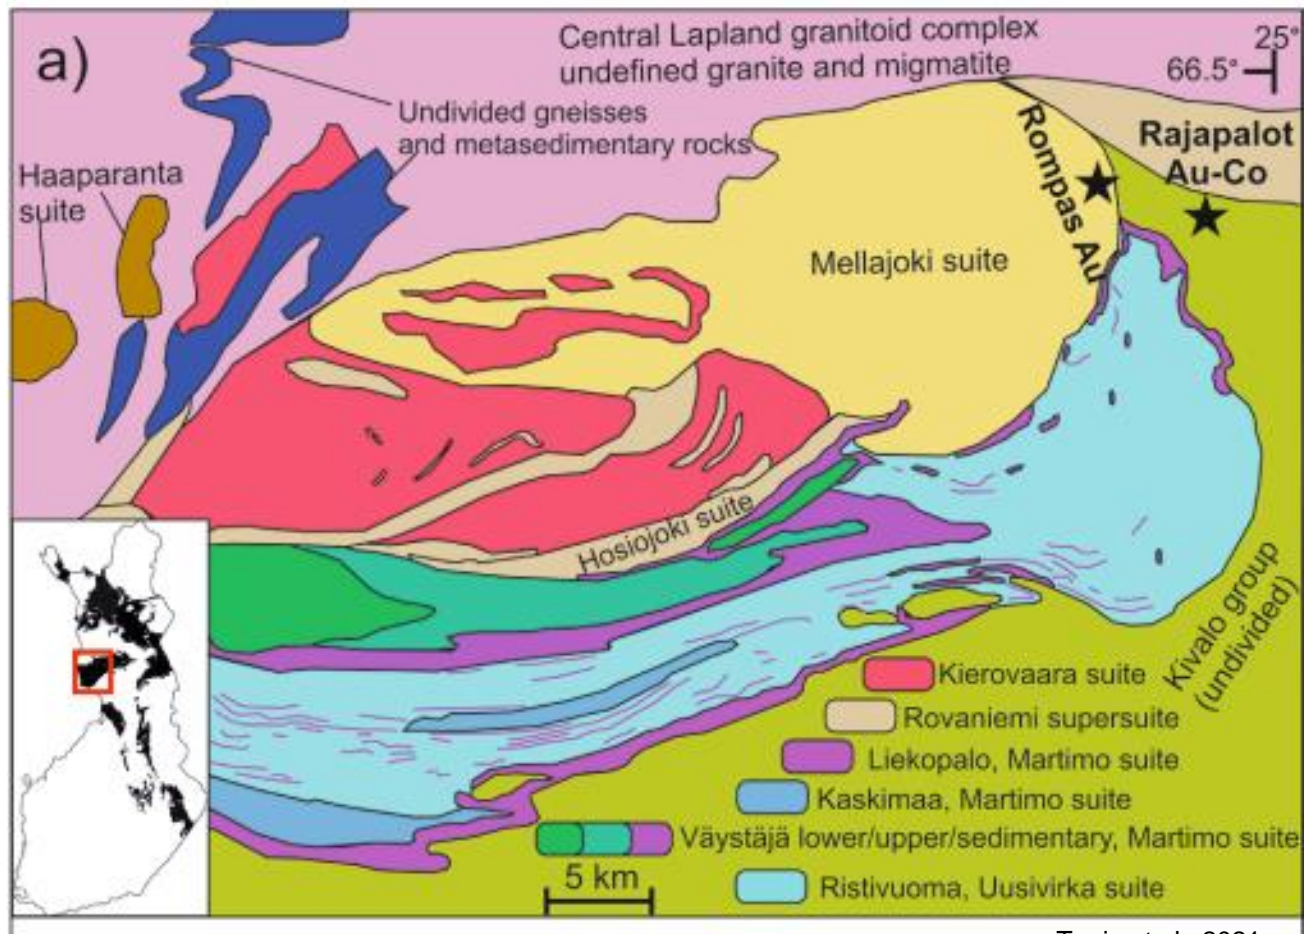 a)
Central Lapland granitoid complex
undefined granite and migmatite
25°
66.5°
Undivided gneisses
and metasedimentary rocks
Haaparanta
suite
Rompas Au
Rajapalot
Au-Co
Mellajoki suite
Hosiojoki suite
Kivalo group
(undivided)
Kierovaara suite
Rovaniemi supersuite
Liekopalo, Martimo suite
Kaskimaa, Martimo suite
Väystäjä lower/upper/sedimentary, Martimo suite
5 km
Ristivuoma, Uusivirka suite